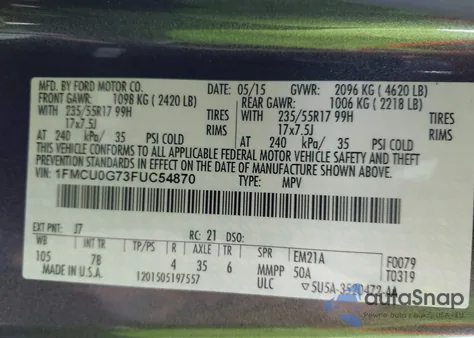 MFD. BY FORD MOTOR CO.
05/15 GVWR: 2096 KG (4620 LB)
FRONT GAWR: 1098 KG (2420 LB)
REAR GAWR: 1006 KG (2218 LB)
WITH 235/55R17 99H TIRES
WITH 235/55R17 99H TIRES
17x7.5J RIMS
17x7.5J RIMS
AT 240 kPa/ 35 PSI COLD
AT 240 kPa/ 35 PSI COLD
THIS VEHICLE CONFORMS TO ALL APPLICABLE FEDERAL MOTOR VEHICLE SAFETY AND THEFT
PREVENTION STANDARDS IN EFFECT ON THE DATE OF MANUFACTURE SHOWN ABOVE.
VIN: 1FMCU0G73FUC54870 TYPE: MPV
EXT PNT: J7 RC: 21 DSO:
WB INT TR TP/PS R AXLE TR SPR EM21A F0079
105 7B 4 35 6 MMPP 50A T0319
MADE IN U.S.A. 1201505197557 ULC 5U5A-3520472-AA
autoSnap